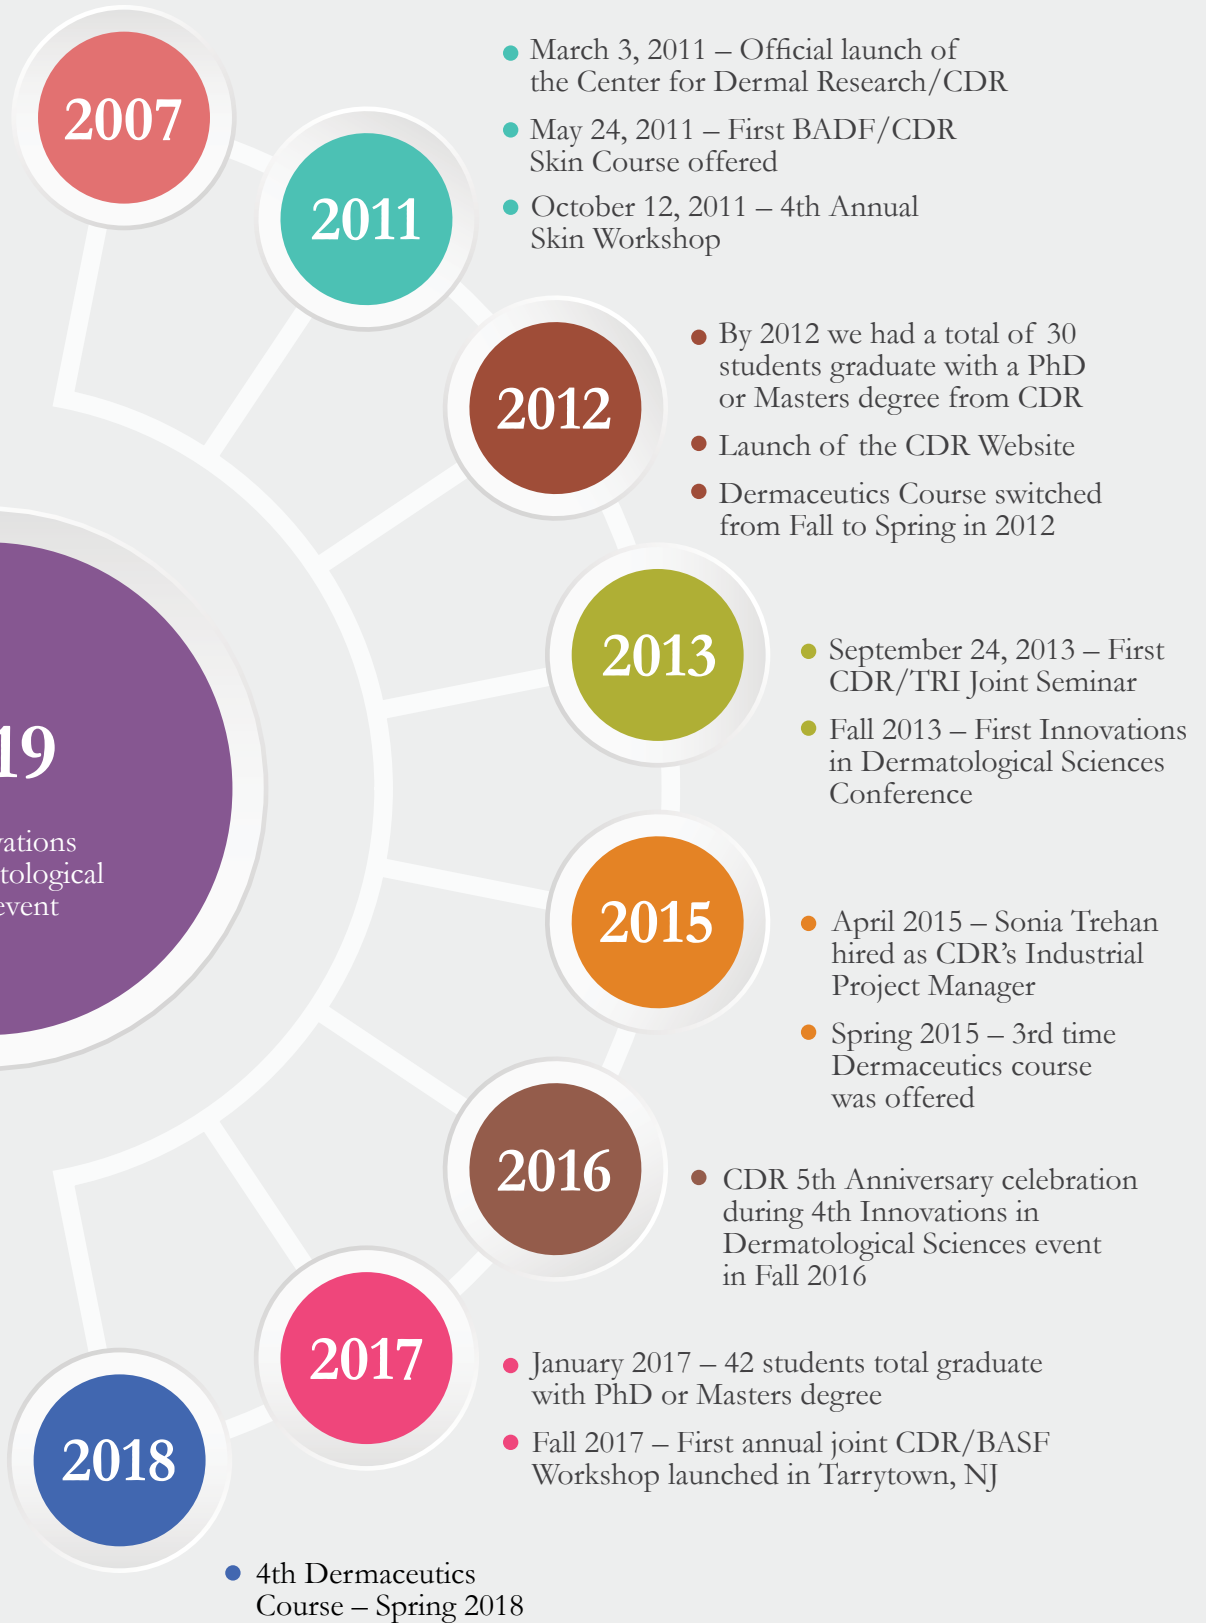 2007
2011
March 3, 2011 – Official launch of
the Center for Dermal Research/CDR
May 24, 2011 – First BADF/CDR
Skin Course offered
October 12, 2011 – 4th Annual
Skin Workshop
2012
By 2012 we had a total of 30
students graduate with a PhD
or Masters degree from CDR
Launch of the CDR Website
Dermaceutics Course switched
from Fall to Spring in 2012
2013
September 24, 2013 – First
CDR/TRI Joint Seminar
Fall 2013 – First Innovations
in Dermatological Sciences
Conference
19
vations
tological
event
2015
April 2015 – Sonia Trehan
hired as CDR’s Industrial
Project Manager
Spring 2015 – 3rd time
Dermaceutics course
was offered
2016
CDR 5th Anniversary celebration
during 4th Innovations in
Dermatological Sciences event
in Fall 2016
2017
January 2017 – 42 students total graduate
with PhD or Masters degree
Fall 2017 – First annual joint CDR/BASF
Workshop launched in Tarrytown, NJ
2018
4th Dermaceutics
Course – Spring 2018